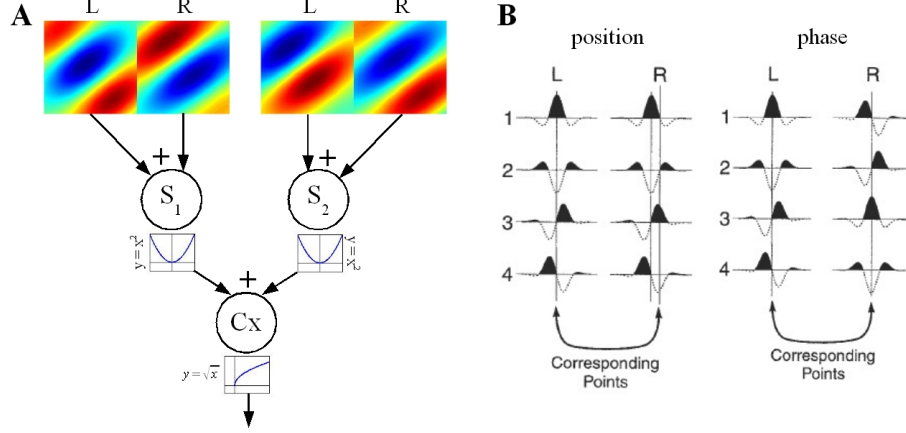 A
L R L R
+ +
S1 S2
y = x²
y = x²
+
Cx
y = √x
B
position phase
L R L R
1 1
2 2
3 3
4 4
Corresponding
Points
Corresponding
Points